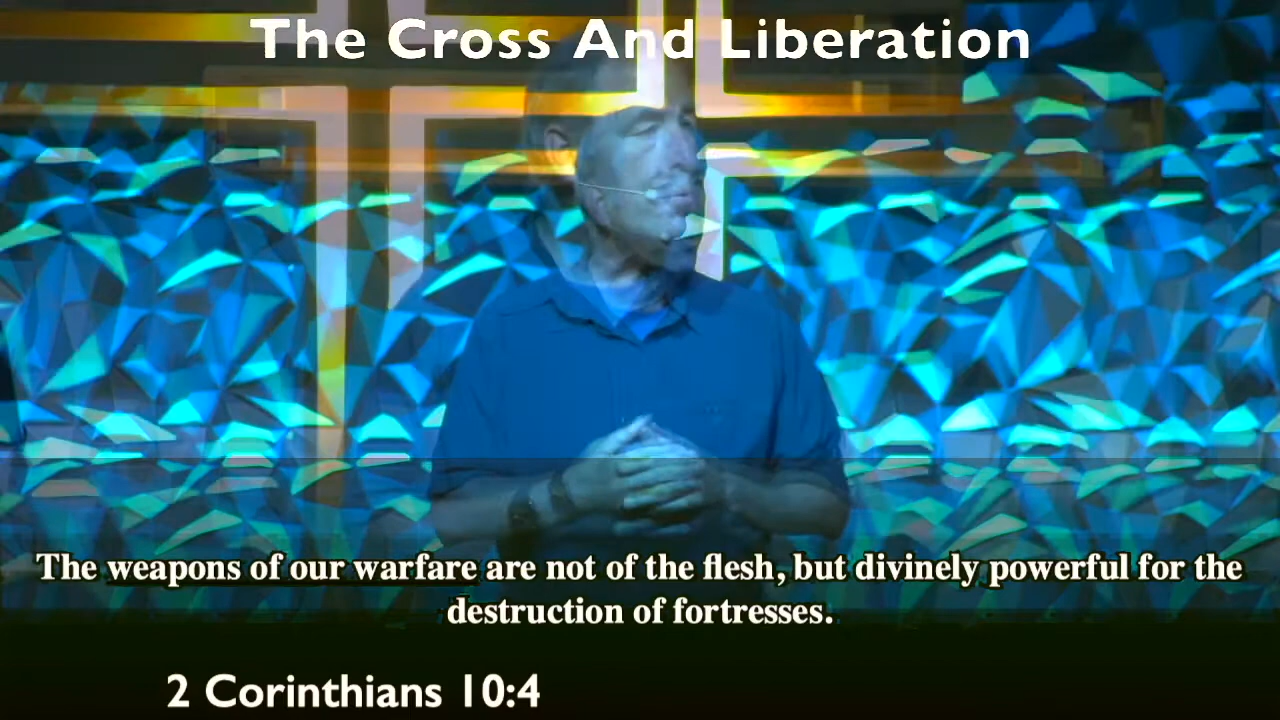 The Cross And Liberation
The weapons of our warfare are not of the flesh, but divinely powerful for the
destruction of fortresses.
2 Corinthians 10:4